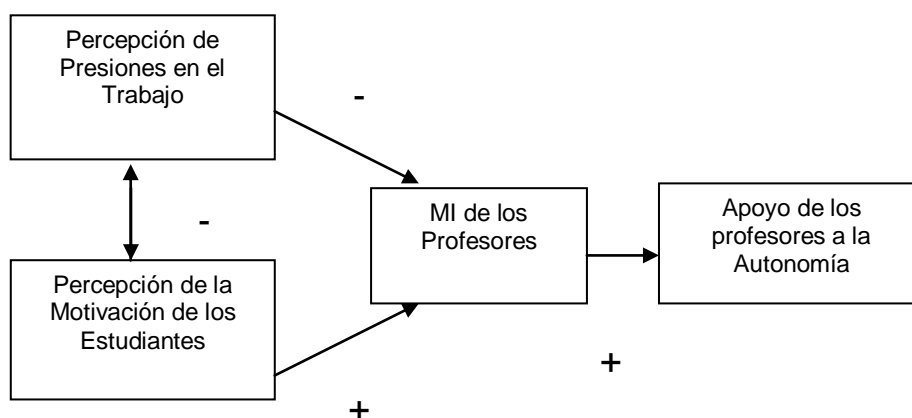 Percepción de
Presiones en el
Trabajo
-
-
MI de los
Profesores
Apoyo de los
profesores a la
Autonomía
Percepción de la
Motivación de los
Estudiantes
+
+